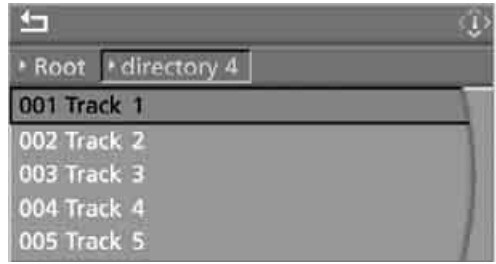 Root directory 4
001 Track 1
002 Track 2
003 Track 3
004 Track 4
005 Track 5